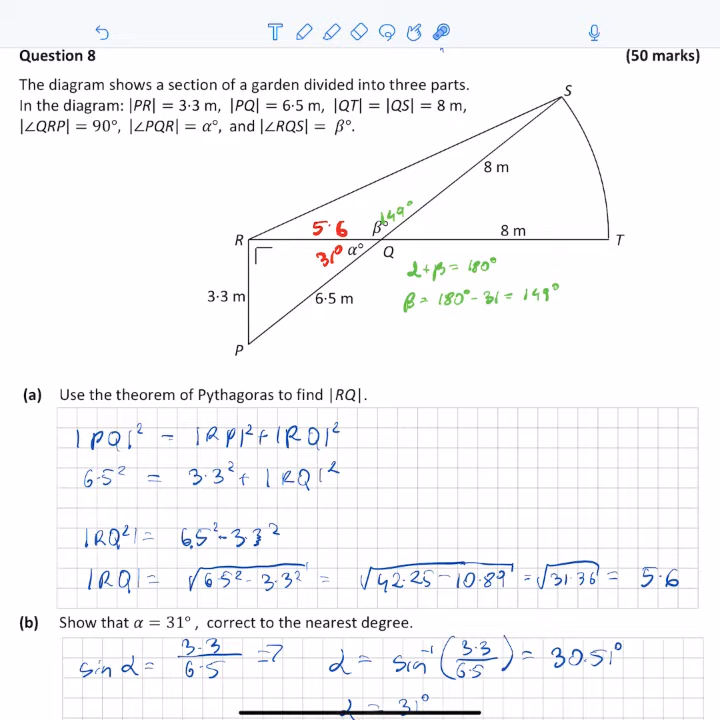 Question 8 (50 marks)
The diagram shows a section of a garden divided into three parts.
In the diagram: |PR| = 3·3 m, |PQ| = 6·5 m, |QT| = |QS| = 8 m,
|∠QRP| = 90°, |∠PQR| = α°, and |∠RQS| = β°.
S
8 m
5·6 β° 149° 8 m
R T
31° α° Q
α + β = 180°
3·3 m 6·5 m β = 180° - 31 = 149°
P
(a) Use the theorem of Pythagoras to find |RQ|.
|PQ|² = |RP|² + |RQ|²
6·5² = 3·3² + |RQ|²
|RQ²| = 6.5² - 3·3²
|RQ| = √(6·5² - 3·3²) = √(42·25 - 10·89) = √31·36 = 5·6
(b) Show that α = 31°, correct to the nearest degree.
sin α = 3·3/6·5 => α = sin⁻¹(3·3/6·5) = 30.51°
α = 31°